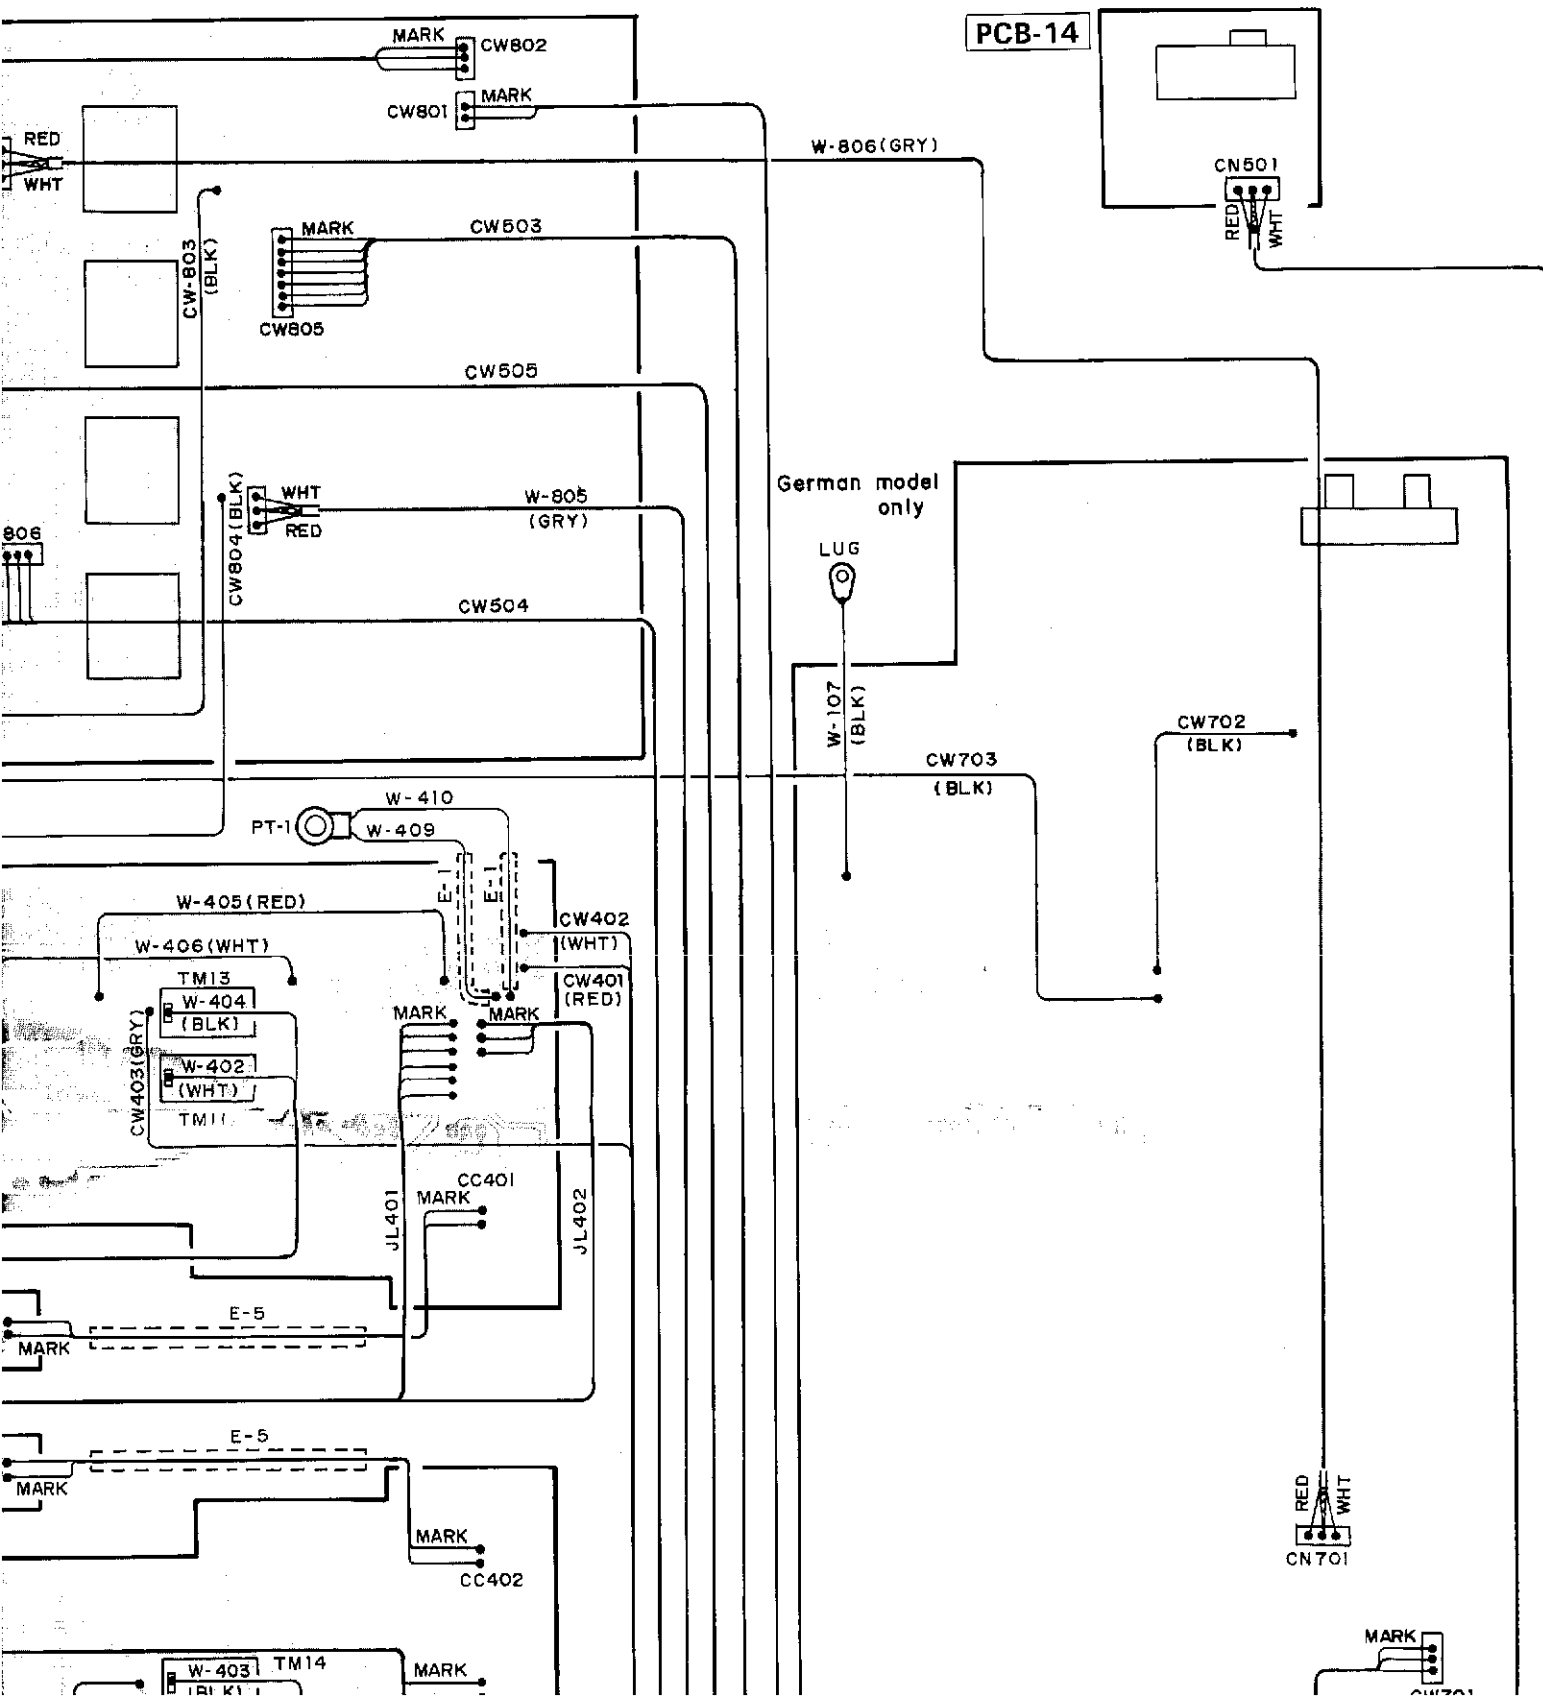 MARK
CW802
PCB-14
CW801
MARK
RED
WHT
W-806(GRY)
CN501
RED
WHT
MARK
CW503
CW-803
(BLK)
CW805
CW505
German model
only
CW804(BLK)
WHT
RED
W-805
(GRY)
806
LUG
CW504
W-107
(BLK)
CW702
(BLK)
CW703
(BLK)
W-410
PT-1
W-409
E-1
E-1
W-405(RED)
CW402
(WHT)
W-406(WHT)
TM13
CW401
(RED)
W-404
(BLK)
MARK
MARK
CW403(GRY)
W-402
(WHT)
TM11
CC401
MARK
JL401
JL402
E-5
MARK
E-5
MARK
RED
WHT
MARK
CN701
CC402
MARK
W-403
(BLK)
TM14
MARK
CW701